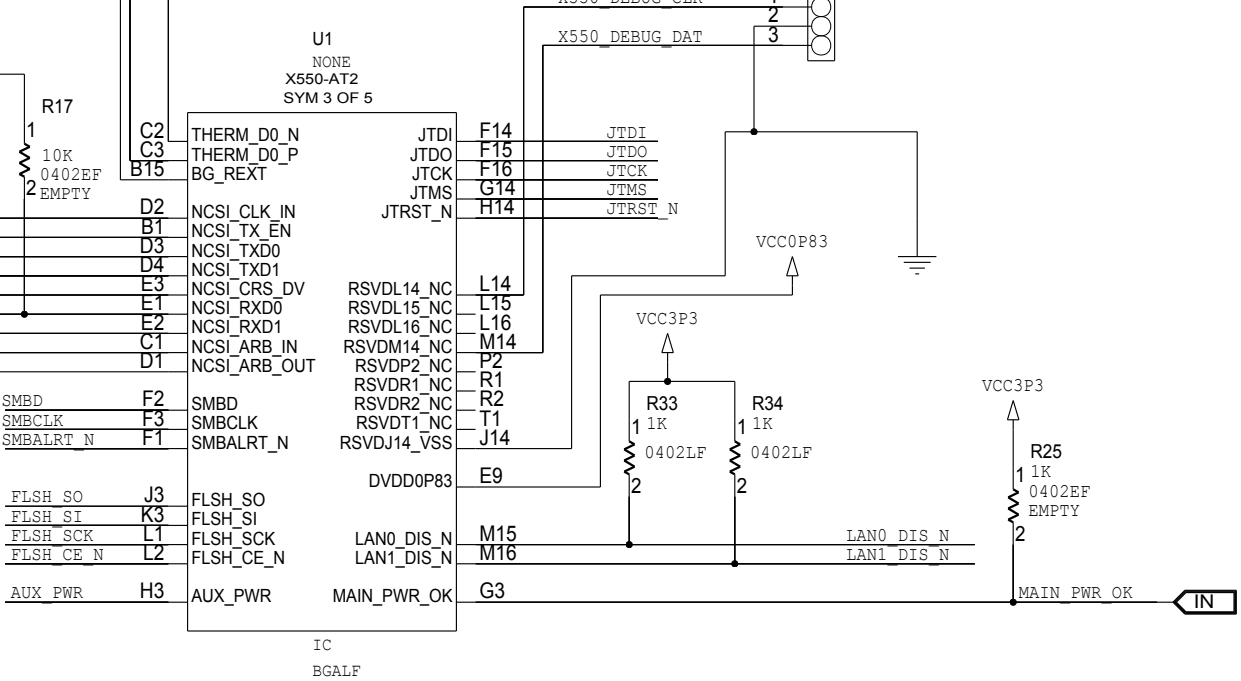 X550_DEBUG_CLK 1
2
X550_DEBUG_DAT 3
U1
NONE
X550-AT2
SYM 3 OF 5
R17
1
10K
0402EF
2 EMPTY
C2 THERM_D0_N JTDI F14 JTDI
C3 THERM_D0_P JTDO F15 JTDO
B15 BG_REXT JTCK F16 JTCK
JTMS G14 JTMS
D2 NCSI_CLK_IN JTRST_N H14 JTRST_N
B1 NCSI_TX_EN
D3 NCSI_TXD0
D4 NCSI_TXD1
E3 NCSI_CRS_DV RSVDL14_NC L14
E1 NCSI_RXD0 RSVDL15_NC L15
E2 NCSI_RXD1 RSVDL16_NC L16
C1 NCSI_ARB_IN RSVDM14_NC M14
D1 NCSI_ARB_OUT RSVDP2_NC P2
RSVDR1_NC R1
SMBD F2 SMBD RSVDR2_NC R2
SMBCLK F3 SMBCLK RSVDT1_NC T1
SMBALRT_N F1 SMBALRT_N RSVDJ14_VSS J14
VCC0P83
VCC3P3
R33
1 1K
0402LF
2
R34
1 1K
0402LF
2
VCC3P3
R25
1 1K
0402EF
EMPTY
2
DVDD0P83 E9
FLSH_SO J3 FLSH_SO
FLSH_SI K3 FLSH_SI
FLSH_SCK L1 FLSH_SCK LAN0_DIS_N M15 LAN0_DIS_N
FLSH_CE_N L2 FLSH_CE_N LAN1_DIS_N M16 LAN1_DIS_N
AUX_PWR H3 AUX_PWR MAIN_PWR_OK G3 MAIN_PWR_OK IN
IC
BGALF